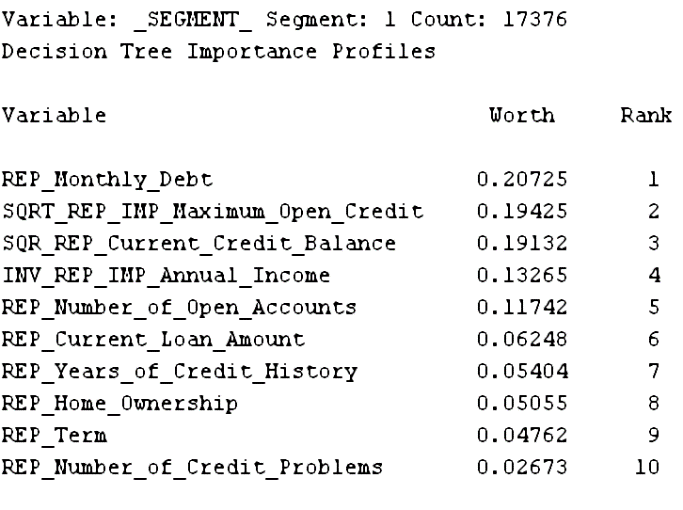 Variable: _SEGMENT_ Segment: 1 Count: 17376
Decision Tree Importance Profiles
Variable Worth Rank
REP_Monthly_Debt 0.20725 1
SQRT_REP_IMP_Maximum_Open_Credit 0.19425 2
SQR_REP_Current_Credit_Balance 0.19132 3
INV_REP_IMP_Annual_Income 0.13265 4
REP_Number_of_Open_Accounts 0.11742 5
REP_Current_Loan_Amount 0.06248 6
REP_Years_of_Credit_History 0.05404 7
REP_Home_Ownership 0.05055 8
REP_Term 0.04762 9
REP_Number_of_Credit_Problems 0.02673 10